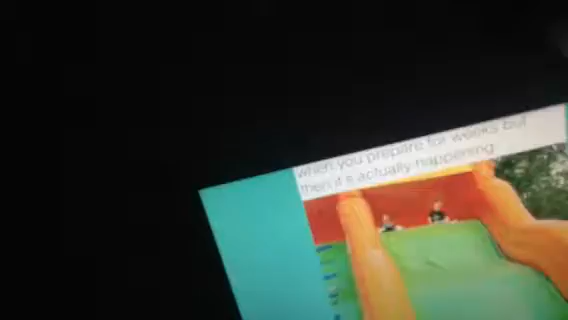 when you prepare for weeks but
then it's actually happening